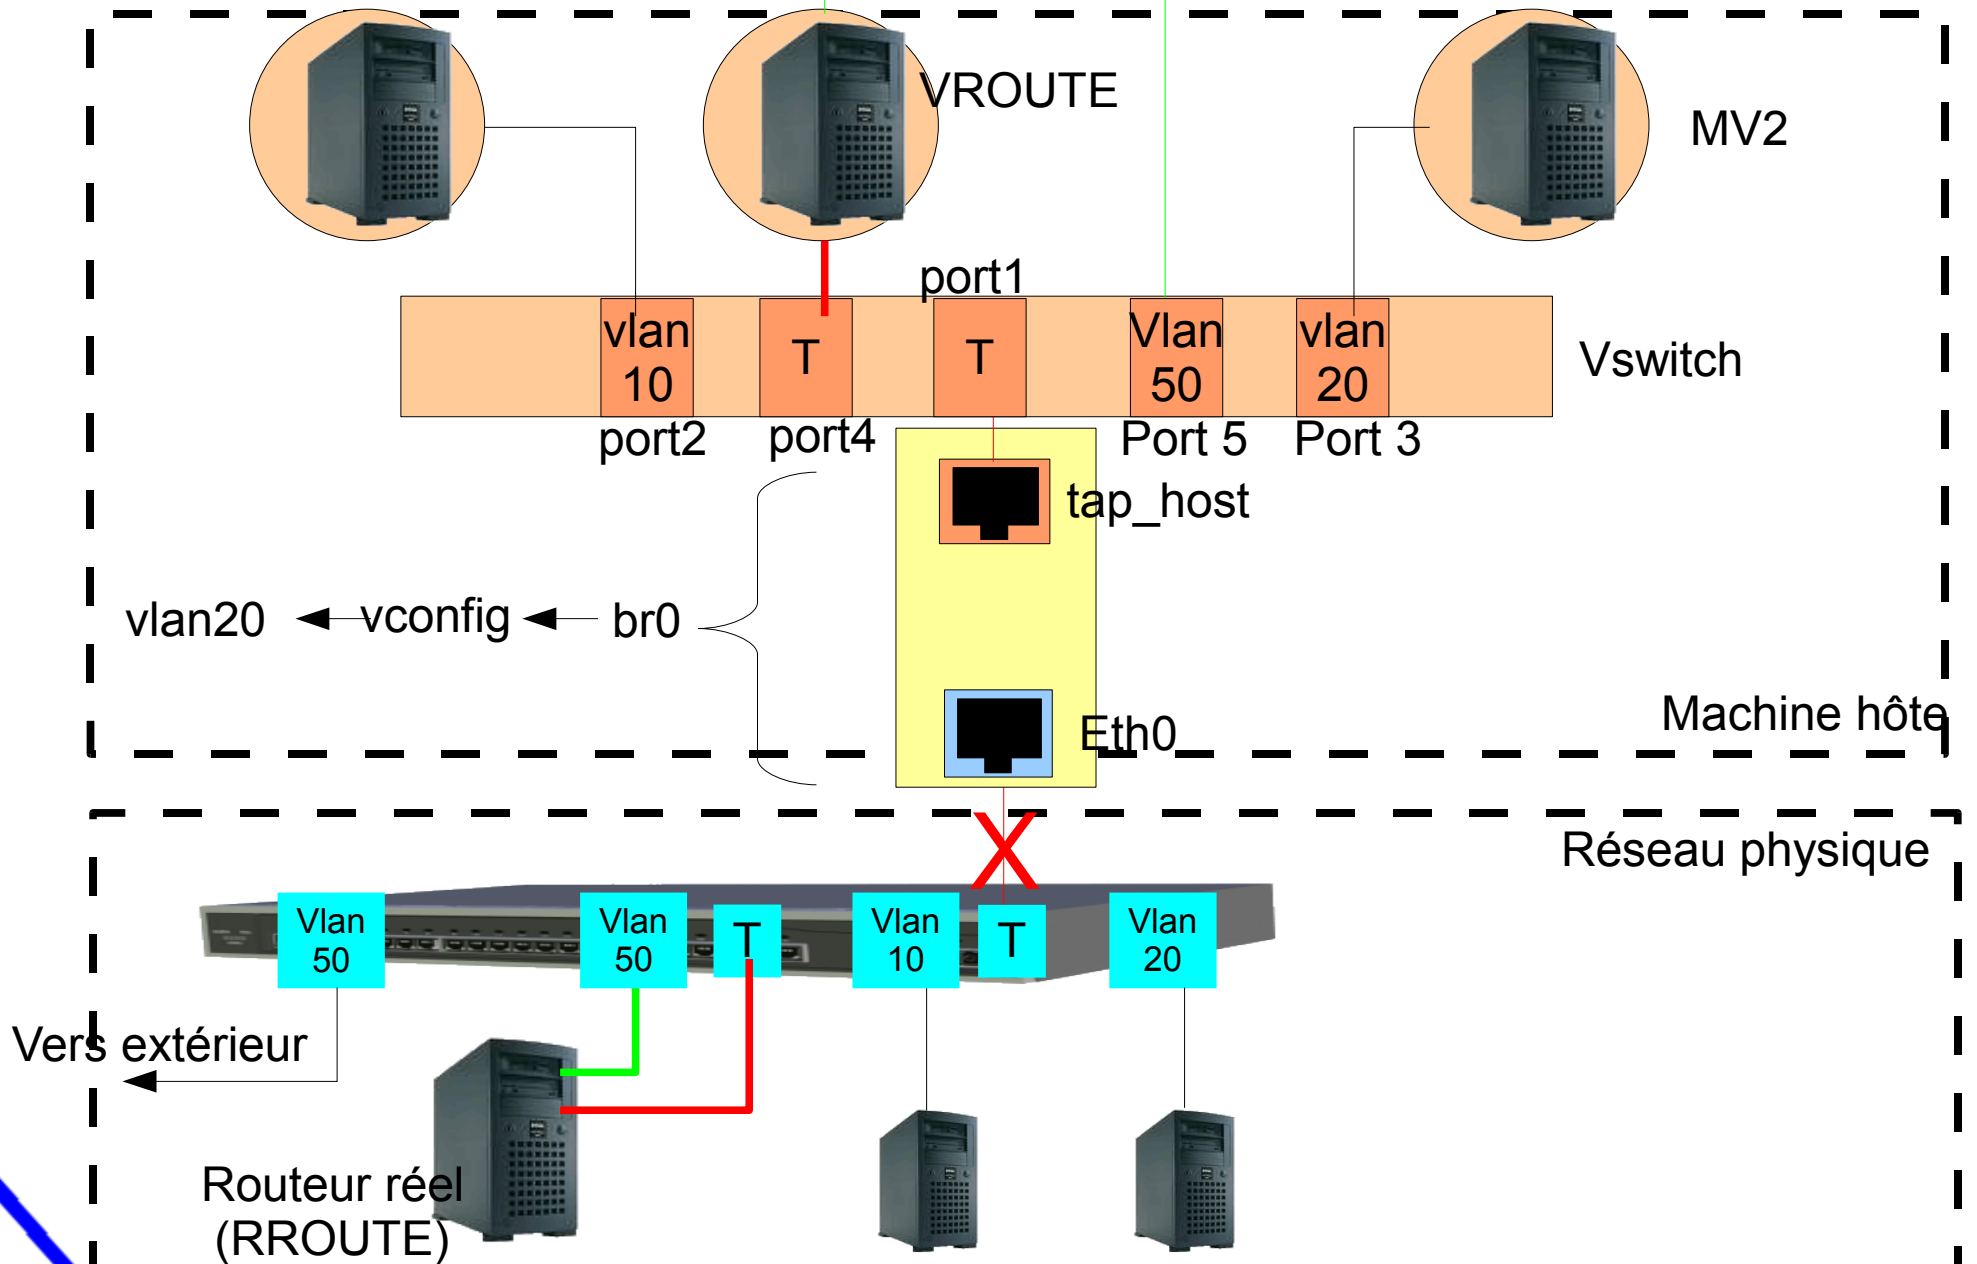 VROUTE
MV2
port1
vlan
10
T
T
Vlan
50
vlan
20
Vswitch
port2
port4
Port 5
Port 3
tap_host
vlan20
vconfig
br0
Machine hôte
Eth0
Réseau physique
X
Vlan
50
Vlan
50
T
Vlan
10
T
Vlan
20
Vers extérieur
Routeur réel
(RROUTE)